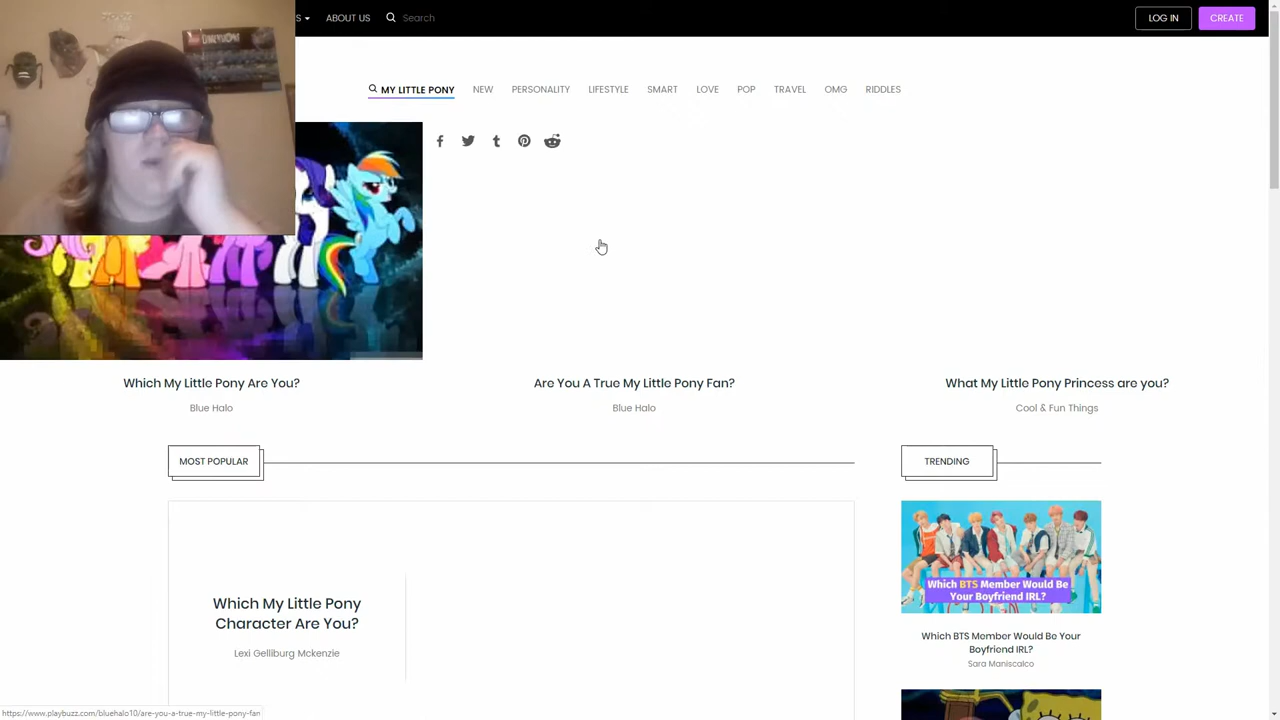 S ABOUT US Search LOG IN CREATE
MY LITTLE PONY NEW PERSONALITY LIFESTYLE SMART LOVE POP TRAVEL OMG RIDDLES
Which My Little Pony Are You?
Blue Halo
Are You A True My Little Pony Fan?
Blue Halo
What My Little Pony Princess are you?
Cool & Fun Things
MOST POPULAR
Which My Little Pony
Character Are You?
Lexi Gelliburg Mckenzie
TRENDING
Which BTS Member Would Be
Your Boyfriend IRL?
Which BTS Member Would Be Your
Boyfriend IRL?
Sara Maniscalco
https://www.playbuzz.com/bluehalo10/are-you-a-true-my-little-pony-fan